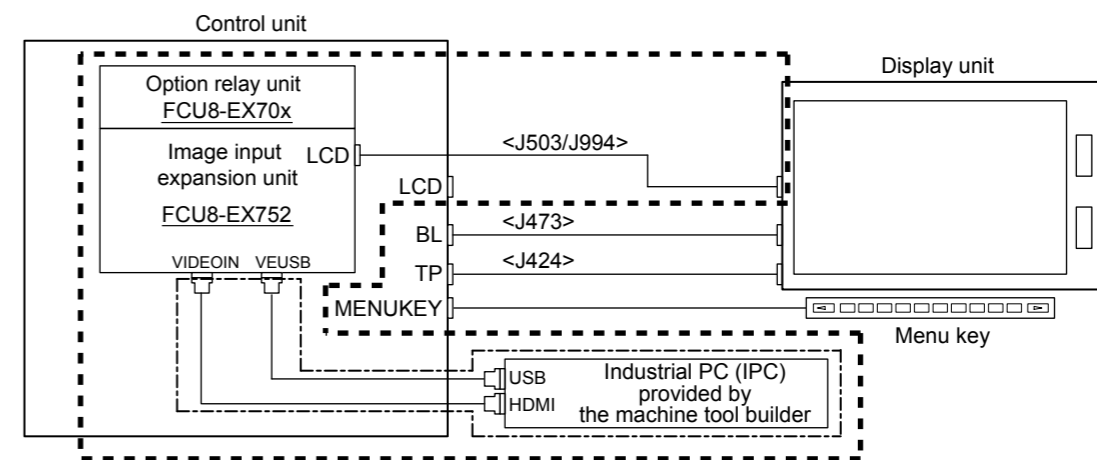 Control unit
Display unit
Option relay unit
FCU8-EX70x
Image input
expansion unit
FCU8-EX752
LCD
VIDEOIN VEUSB
<J503/J994>
LCD
BL
<J473>
TP
<J424>
MENUKEY
Menu key
USB
HDMI
Industrial PC (IPC)
provided by
the machine tool builder